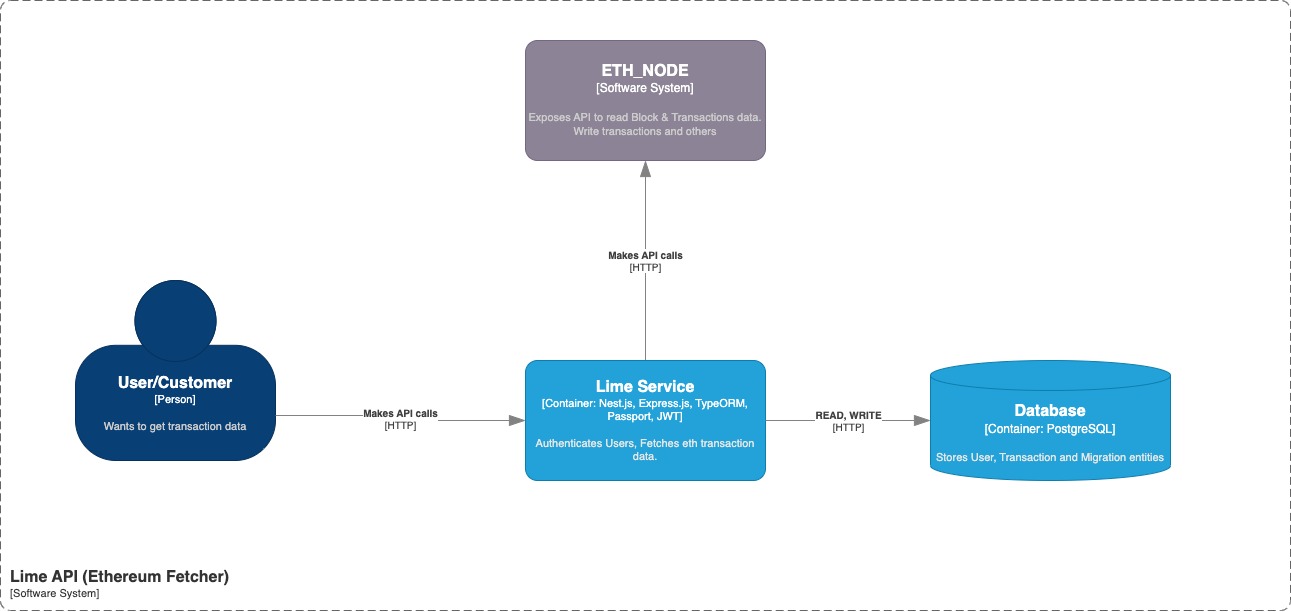 ETH_NODE
[Software System]
Exposes API to read Block & Transactions data.
Write transactions and others
Makes API calls
[HTTP]
User/Customer
[Person]
Wants to get transaction data
Makes API calls
[HTTP]
Lime Service
[Container: Nest.js, Express.js, TypeORM,
Passport, JWT]
Authenticates Users, Fetches eth transaction
data.
READ, WRITE
[HTTP]
Database
[Container: PostgreSQL]
Stores User, Transaction and Migration entities
Lime API (Ethereum Fetcher)
[Software System]